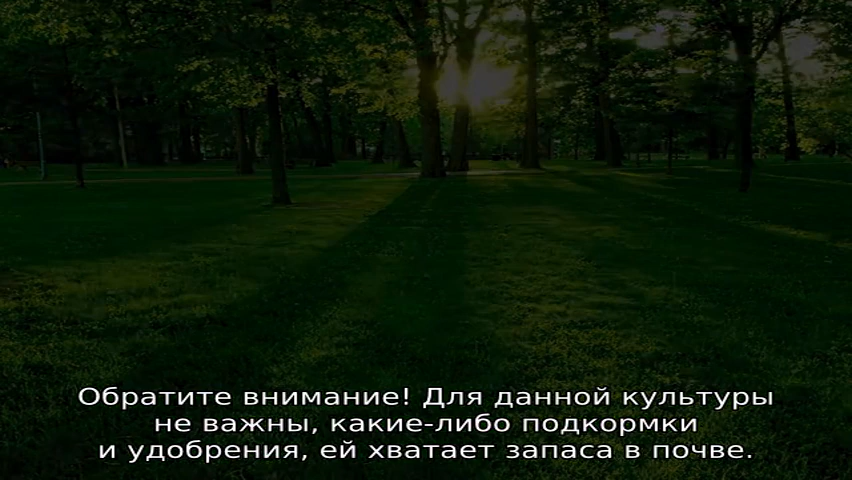 Обратите внимание! Для данной культуры
не важны, какие-либо подкормки
и удобрения, ей хватает запаса в почве.